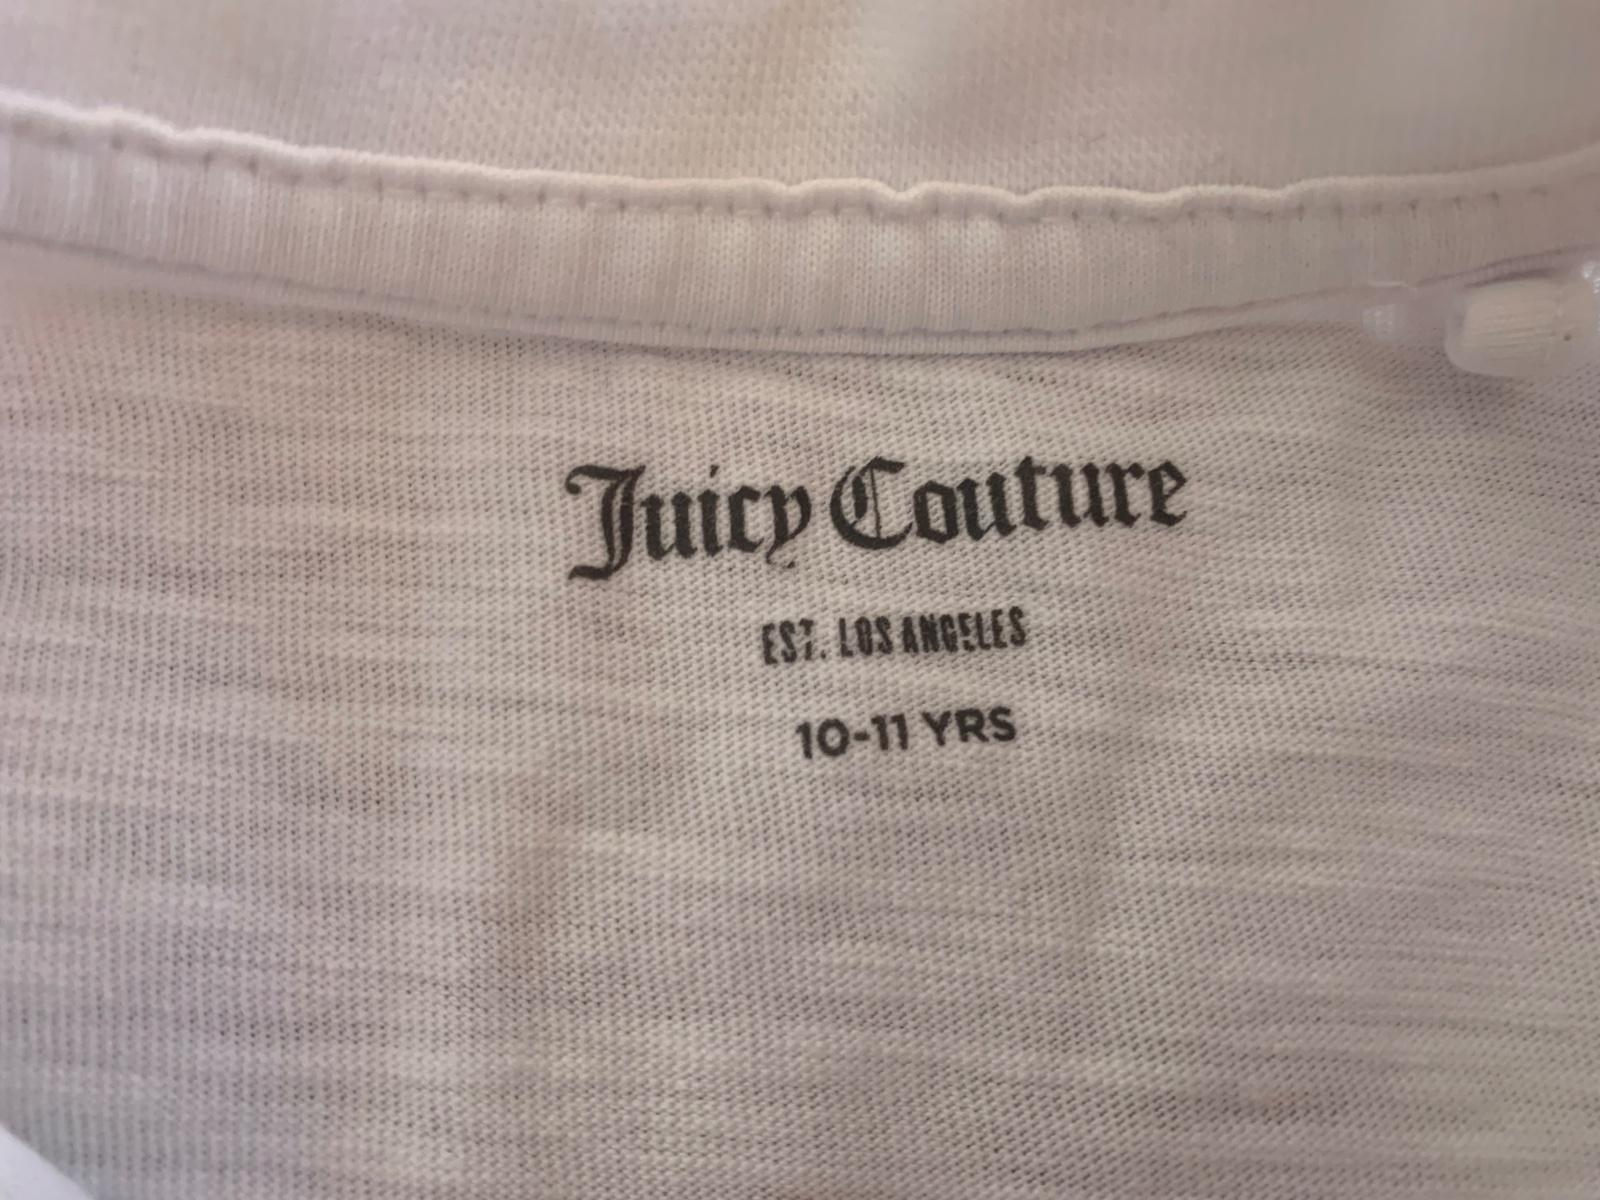 Juicy Couture
EST. LOS ANGELES
10-11 YRS